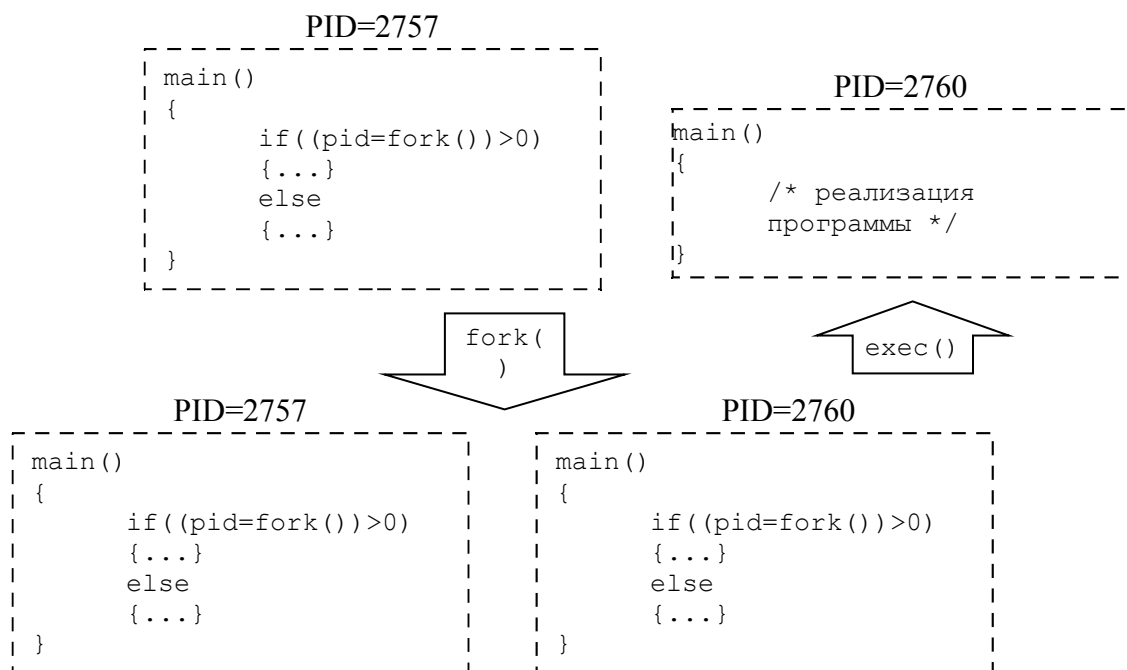 PID=2757
main()
{
if((pid=fork())>0)
{...}
else
{...}
}
PID=2760
main()
{
/* реализация
программы */
}
fork(
)
exec()
PID=2757
main()
{
if((pid=fork())>0)
{...}
else
{...}
}
PID=2760
main()
{
if((pid=fork())>0)
{...}
else
{...}
}